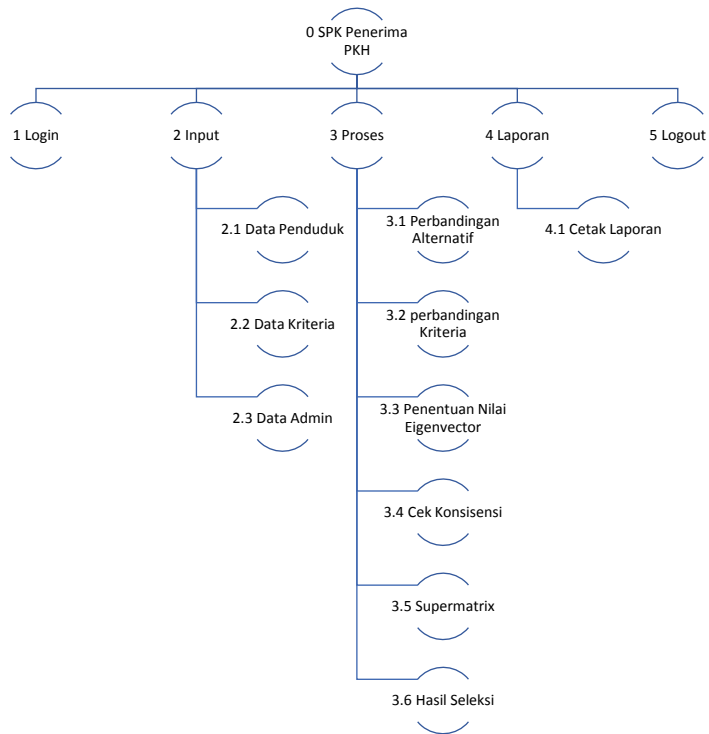 0 SPK Penerima
PKH
1 Login
2 Input
3 Proses
4 Laporan
5 Logout
2.1 Data Penduduk
2.2 Data Kriteria
2.3 Data Admin
3.1 Perbandingan
Alternatif
3.2 perbandingan
Kriteria
3.3 Penentuan Nilai
Eigenvector
3.4 Cek Konsisensi
3.5 Supermatrix
3.6 Hasil Seleksi
4.1 Cetak Laporan